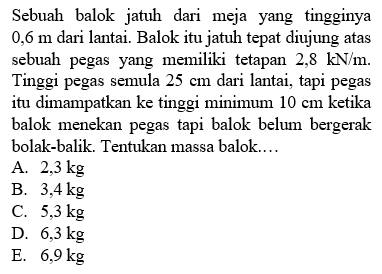 Sebuah balok jatuh dari meja yang tingginya
0,6 m dari lantai. Balok itu jatuh tepat diujung atas
sebuah pegas yang memiliki tetapan 2,8 kN/m.
Tinggi pegas semula 25 cm dari lantai, tapi pegas
itu dimampatkan ke tinggi minimum 10 cm ketika
balok menekan pegas tapi balok belum bergerak
bolak-balik. Tentukan massa balok....
A. 2,3 kg
B. 3,4 kg
C. 5,3 kg
D. 6,3 kg
E. 6,9 kg